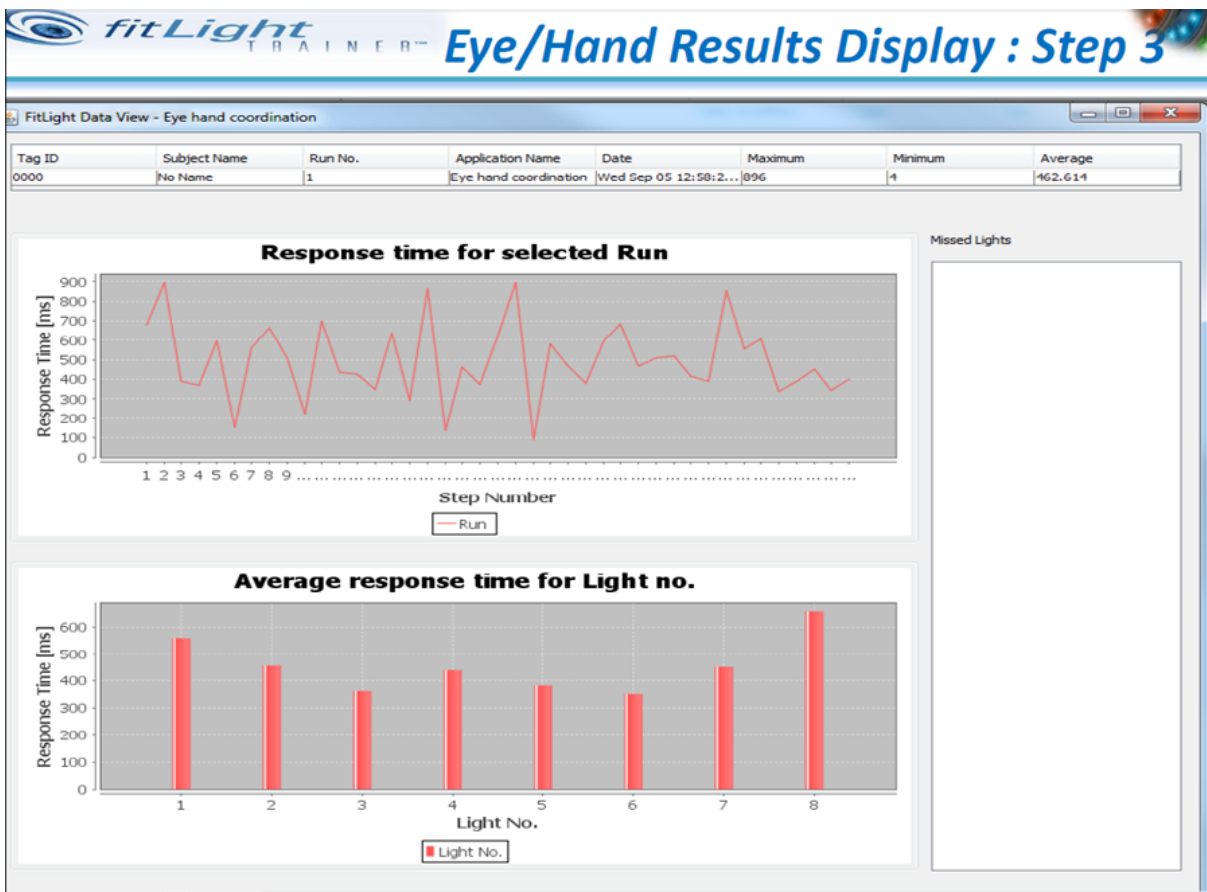 fitLight
TRAINER™
Eye/Hand Results Display : Step 3
FitLight Data View - Eye hand coordination
Tag ID Subject Name Run No. Application Name Date Maximum Minimum Average
0000 No Name 1 Eye hand coordination Wed Sep 05 12:58:2... 896 4 462.614
Response time for selected Run
Missed Lights
Response Time [ms]
900
800
700
600
500
400
300
200
100
0
1 2 3 4 5 6 7 8 9 ... ... ... ... ... ... ... ... ... ... ... ... ... ... ... ... ... ... ... ... ... ... ... ... ... ... ... ... ... ... ... ...
Step Number
Run
Average response time for Light no.
Response Time [ms]
600
500
400
300
200
100
0
1 2 3 4 5 6 7 8
Light No.
Light No.